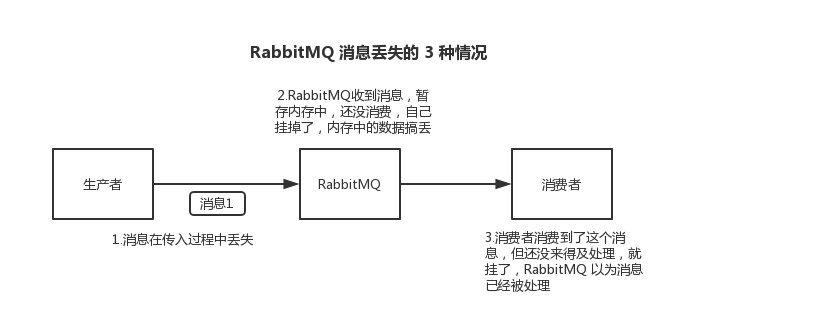 RabbitMQ 消息丢失的 3 种情况
2.RabbitMQ收到消息，暂
存内存中，还没消费，自己
挂掉了，内存中的数据搞丢
生产者
消息1
RabbitMQ
消费者
1.消息在传入过程中丢失
3.消费者消费到了这个消
息，但还没来得及处理，就
挂了，RabbitMQ 以为消息
已经被处理